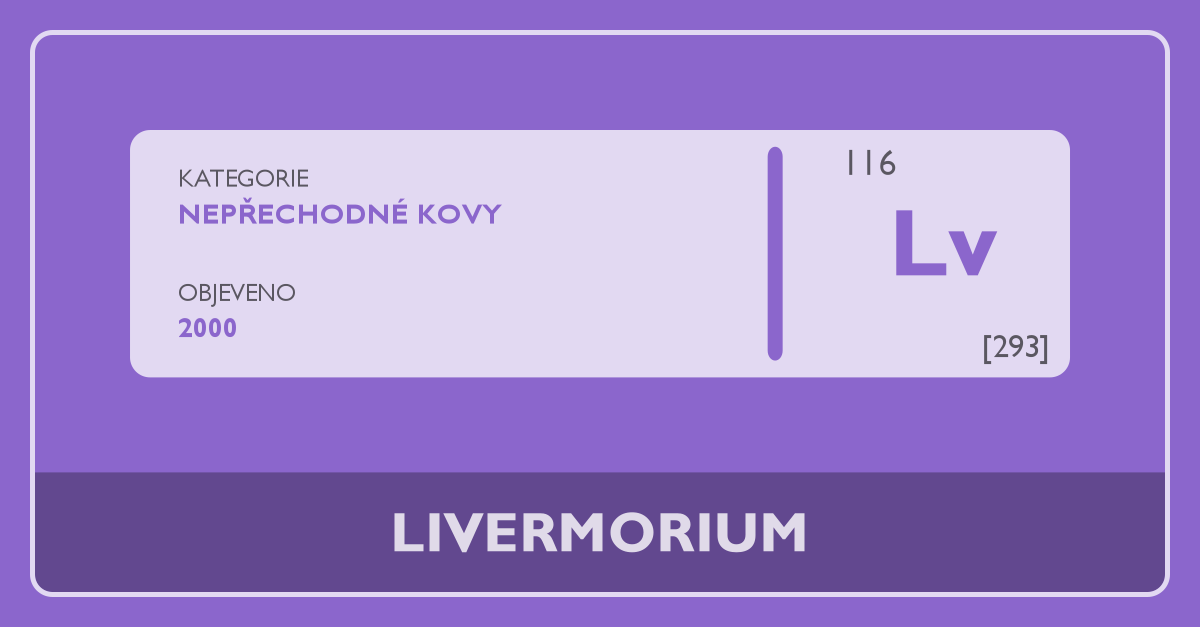 KATEGORIE
NEPŘECHODNÉ KOVY
OBJEVENO
2000
116
Lv
[293]
LIVERMORIUM